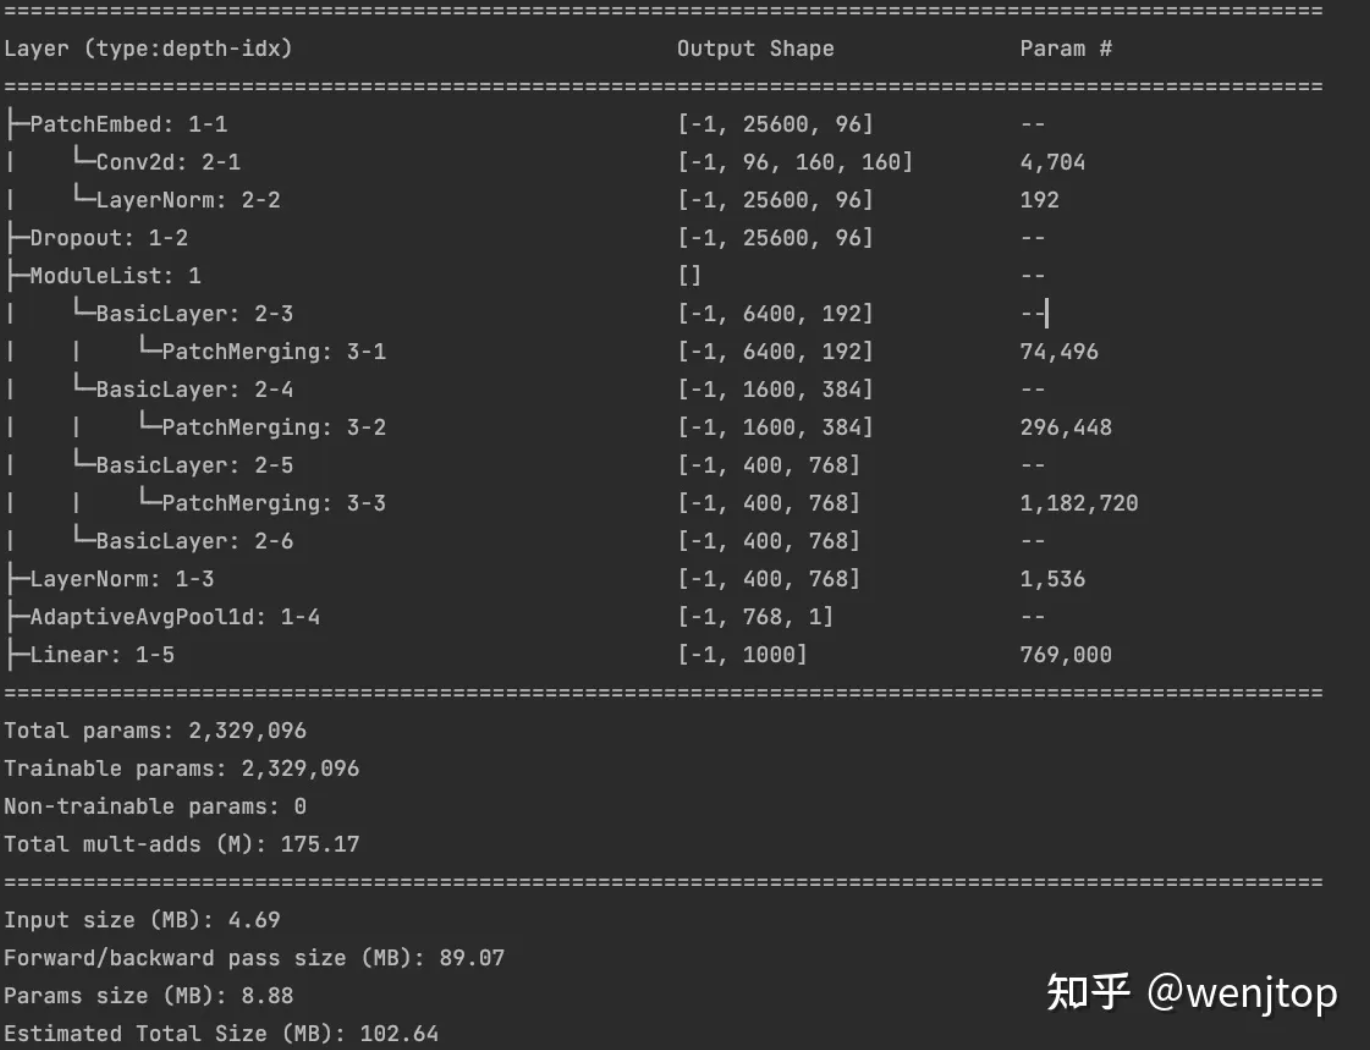 ====================================================================================================
Layer (type:depth-idx) Output Shape Param #
====================================================================================================
├─PatchEmbed: 1-1 [-1, 25600, 96] --
| └─Conv2d: 2-1 [-1, 96, 160, 160] 4,704
| └─LayerNorm: 2-2 [-1, 25600, 96] 192
├─Dropout: 1-2 [-1, 25600, 96] --
├─ModuleList: 1 [] --
| └─BasicLayer: 2-3 [-1, 6400, 192] --
| | └─PatchMerging: 3-1 [-1, 6400, 192] 74,496
| └─BasicLayer: 2-4 [-1, 1600, 384] --
| | └─PatchMerging: 3-2 [-1, 1600, 384] 296,448
| └─BasicLayer: 2-5 [-1, 400, 768] --
| | └─PatchMerging: 3-3 [-1, 400, 768] 1,182,720
| └─BasicLayer: 2-6 [-1, 400, 768] --
├─LayerNorm: 1-3 [-1, 400, 768] 1,536
├─AdaptiveAvgPool1d: 1-4 [-1, 768, 1] --
├─Linear: 1-5 [-1, 1000] 769,000
====================================================================================================
Total params: 2,329,096
Trainable params: 2,329,096
Non-trainable params: 0
Total mult-adds (M): 175.17
====================================================================================================
Input size (MB): 4.69
Forward/backward pass size (MB): 89.07
Params size (MB): 8.88
Estimated Total Size (MB): 102.64
知乎 @wenjtop